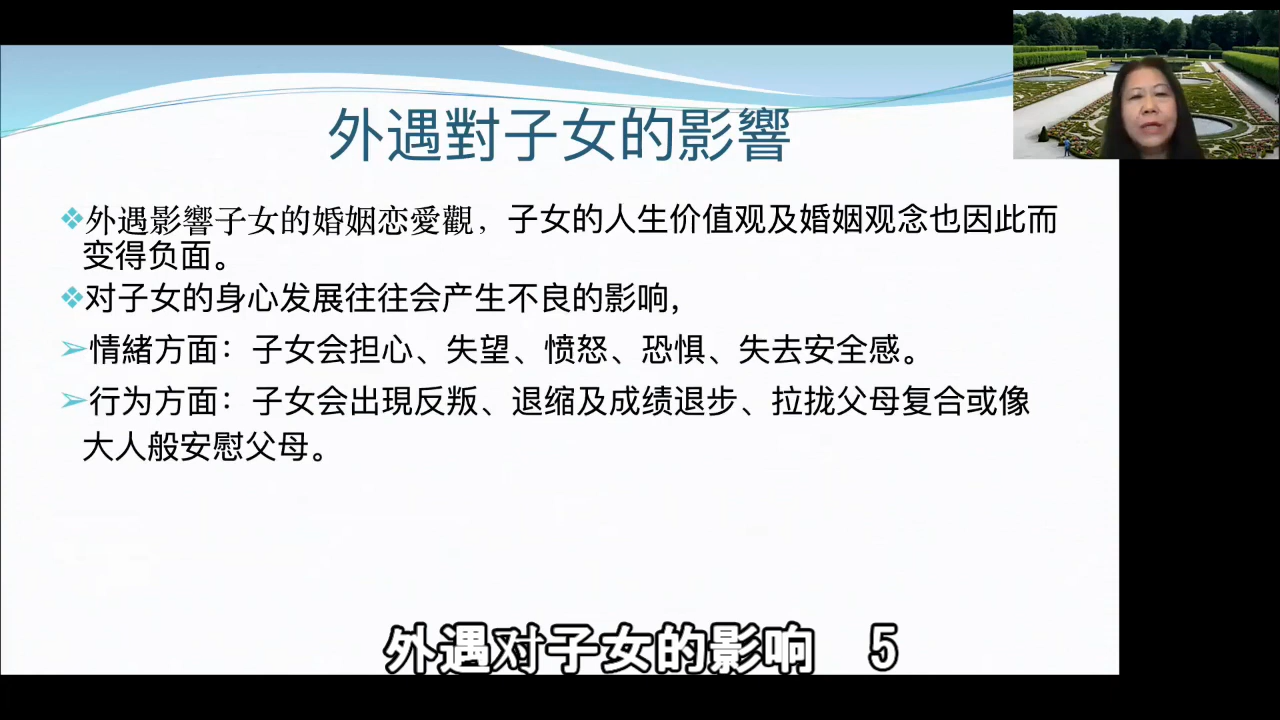 外遇對子女的影響
❖外遇影響子女的婚姻恋愛觀，子女的人生价值观及婚姻观念也因此而
变得负面。
❖对子女的身心发展往往会产生不良的影响,
➢情緒方面：子女会担心、失望、愤怒、恐惧、失去安全感。
➢行为方面：子女会出現反叛、退缩及成绩退步、拉拢父母复合或像
大人般安慰父母。
外遇对子女的影响 5